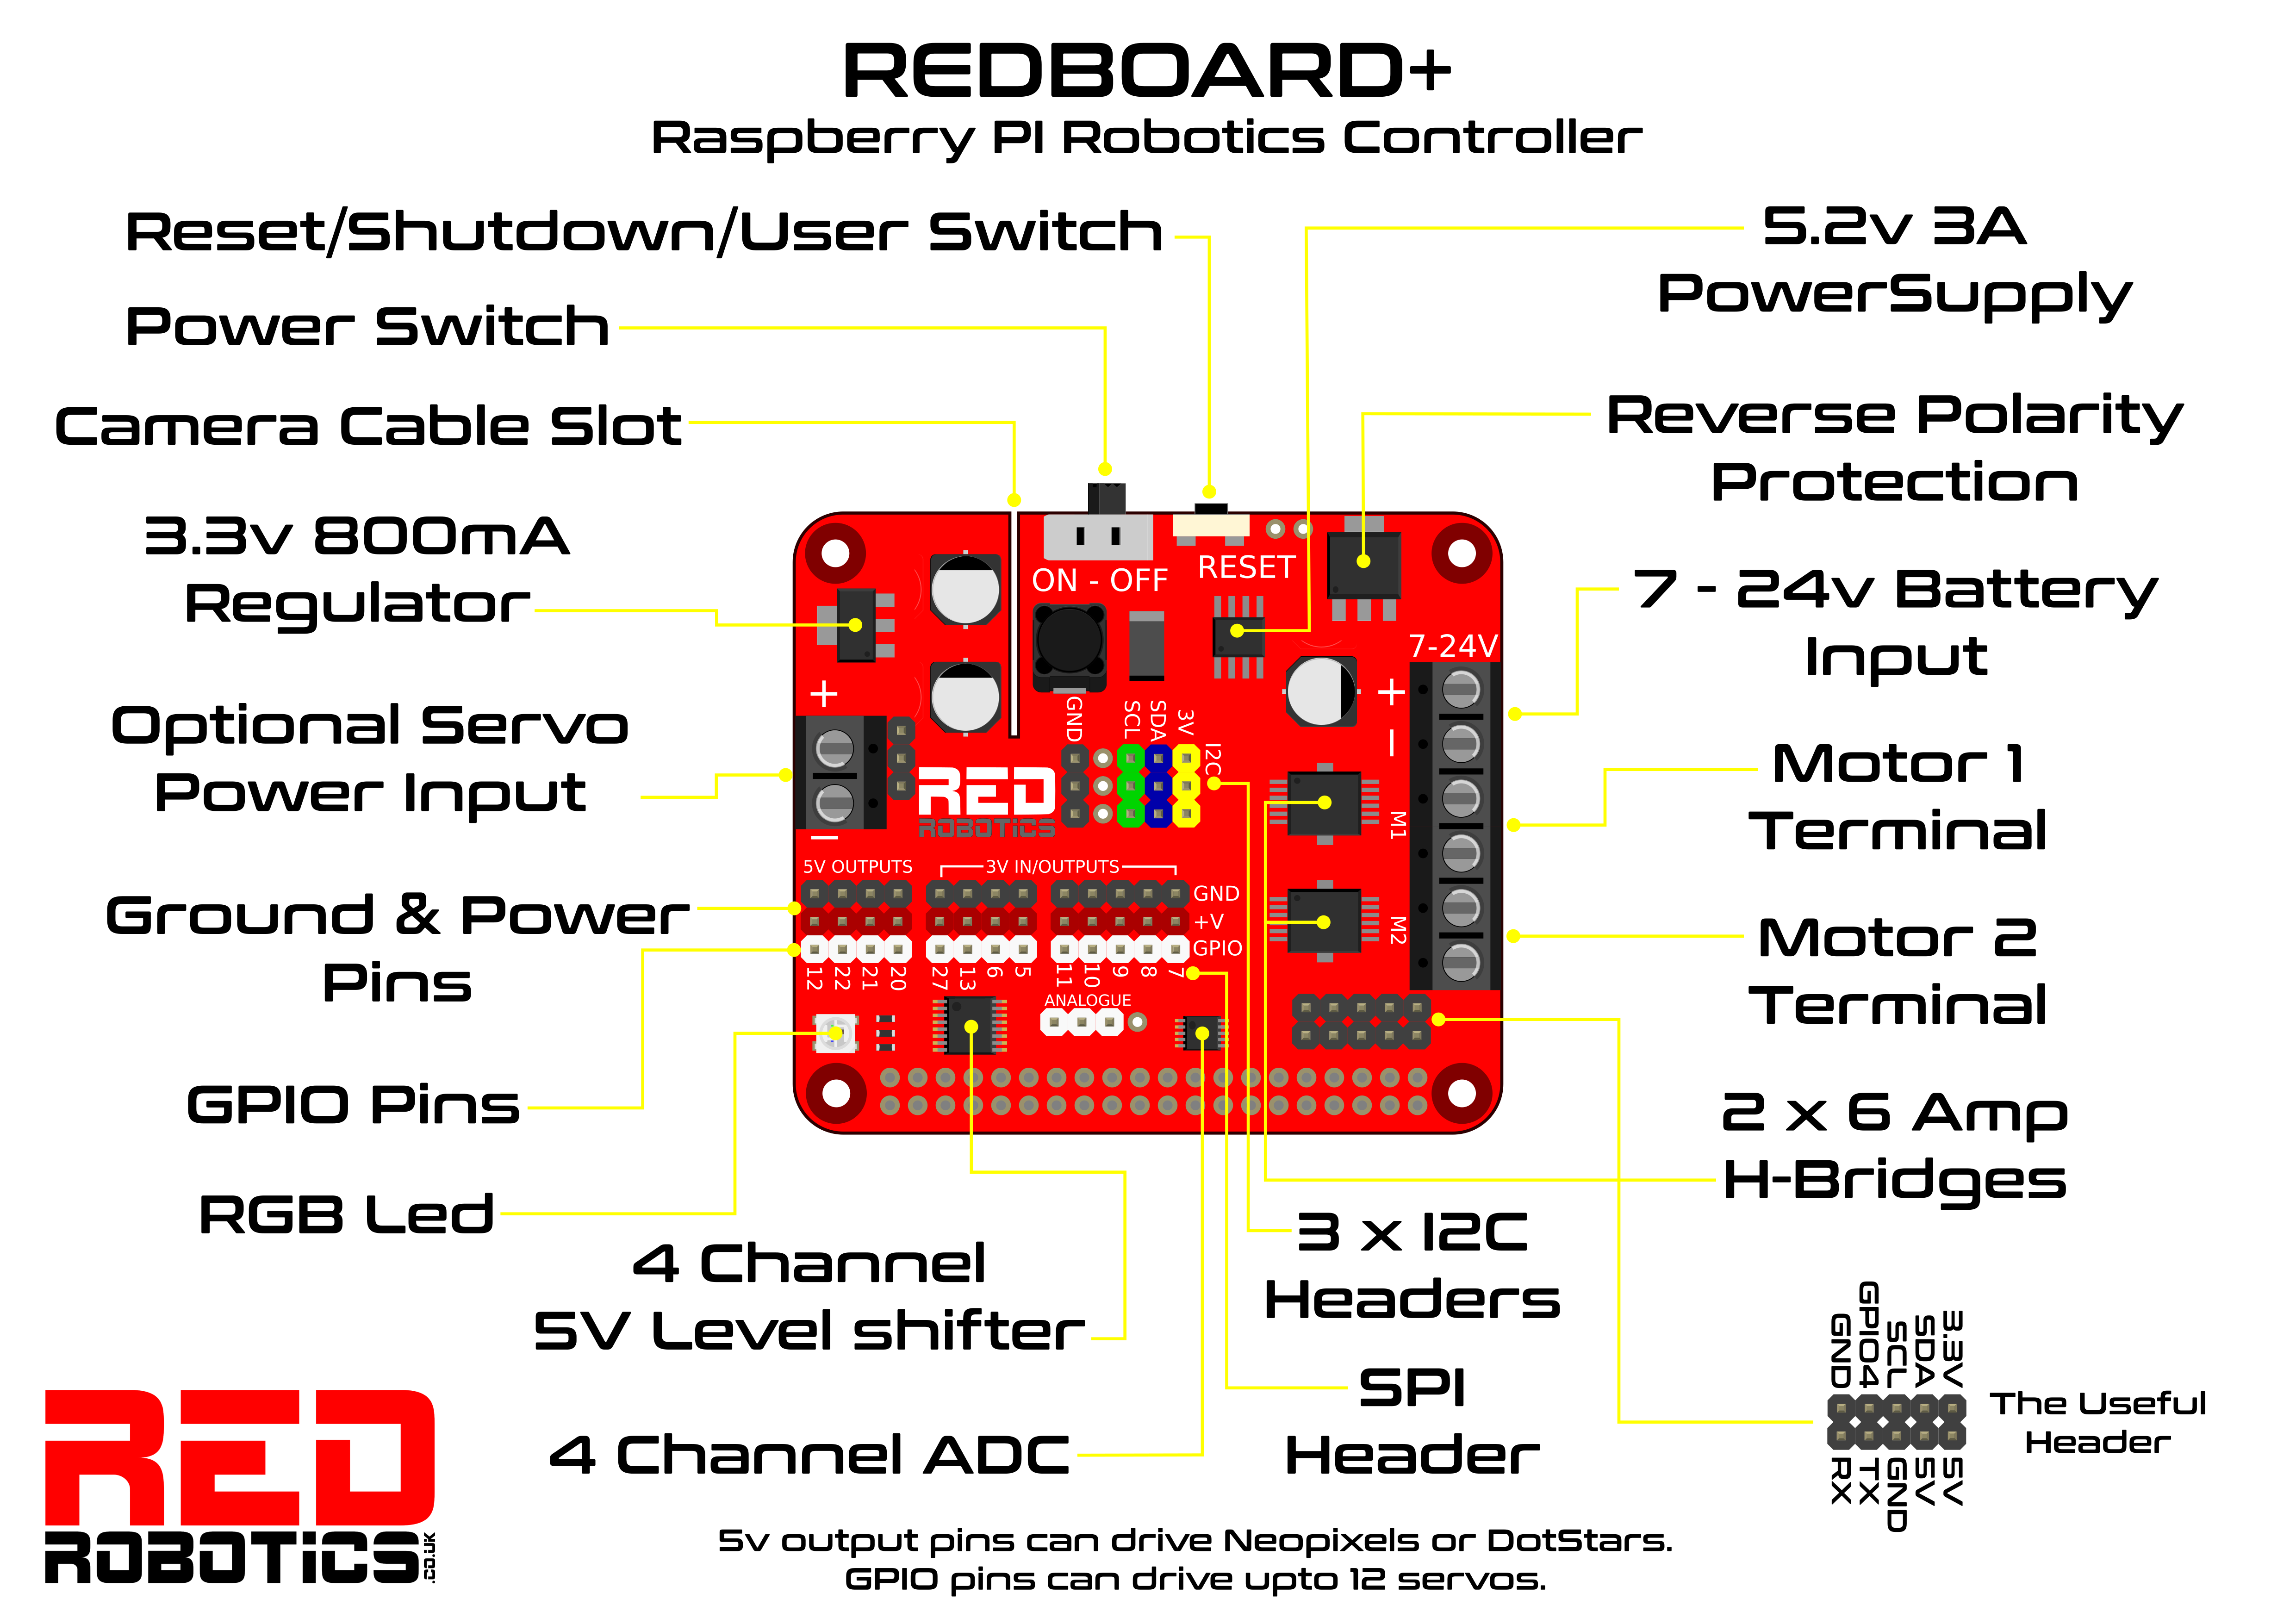 REDBOARD+
Raspberry PI Robotics Controller
Reset/Shutdown/User Switch
Power Switch
Camera Cable Slot
3.3v 800mA
Regulator
Optional Servo
Power Input
Ground & Power
Pins
GPIO Pins
RGB Led
4 Channel
5V Level shifter
4 Channel ADC
5.2v 3A
PowerSupply
Reverse Polarity
Protection
7 - 24v Battery
Input
Motor 1
Terminal
Motor 2
Terminal
2 x 6 Amp
H-Bridges
3 x I2C
Headers
SPI
Header
ON - OFF
RESET
7-24V
+
−
+
−
GND
SCL
SDA
3V
I2C
M1
M2
RED
ROBOTICS
5V OUTPUTS
3V IN/OUTPUTS
GND
+V
GPIO
12 22 21 20 27 13 6 5 11 10 9 8 7
ANALOGUE
GND GPIO4 SCL SDA 3.3V
RX TX GND 5V 5V
The Useful
Header
RED
ROBOTICS
.CO.UK
5v output pins can drive Neopixels or DotStars.
GPIO pins can drive upto 12 servos.